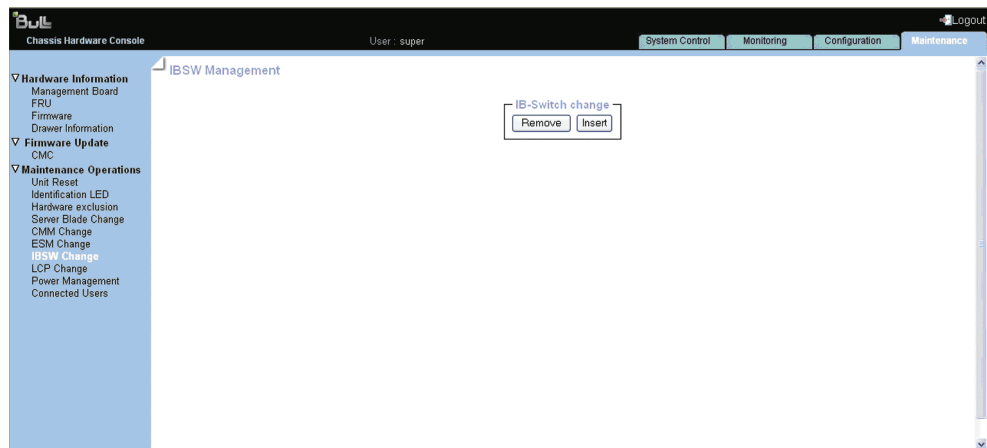 Bull
Logout
Chassis Hardware Console
User : super
System Control
Monitoring
Configuration
Maintenance
Hardware Information
Management Board
FRU
Firmware
Drawer Information
Firmware Update
CMC
Maintenance Operations
Unit Reset
Identification LED
Hardware exclusion
Server Blade Change
CMM Change
ESM Change
IBSW Change
LCP Change
Power Management
Connected Users
IBSW Management
IB-Switch change
Remove
Insert